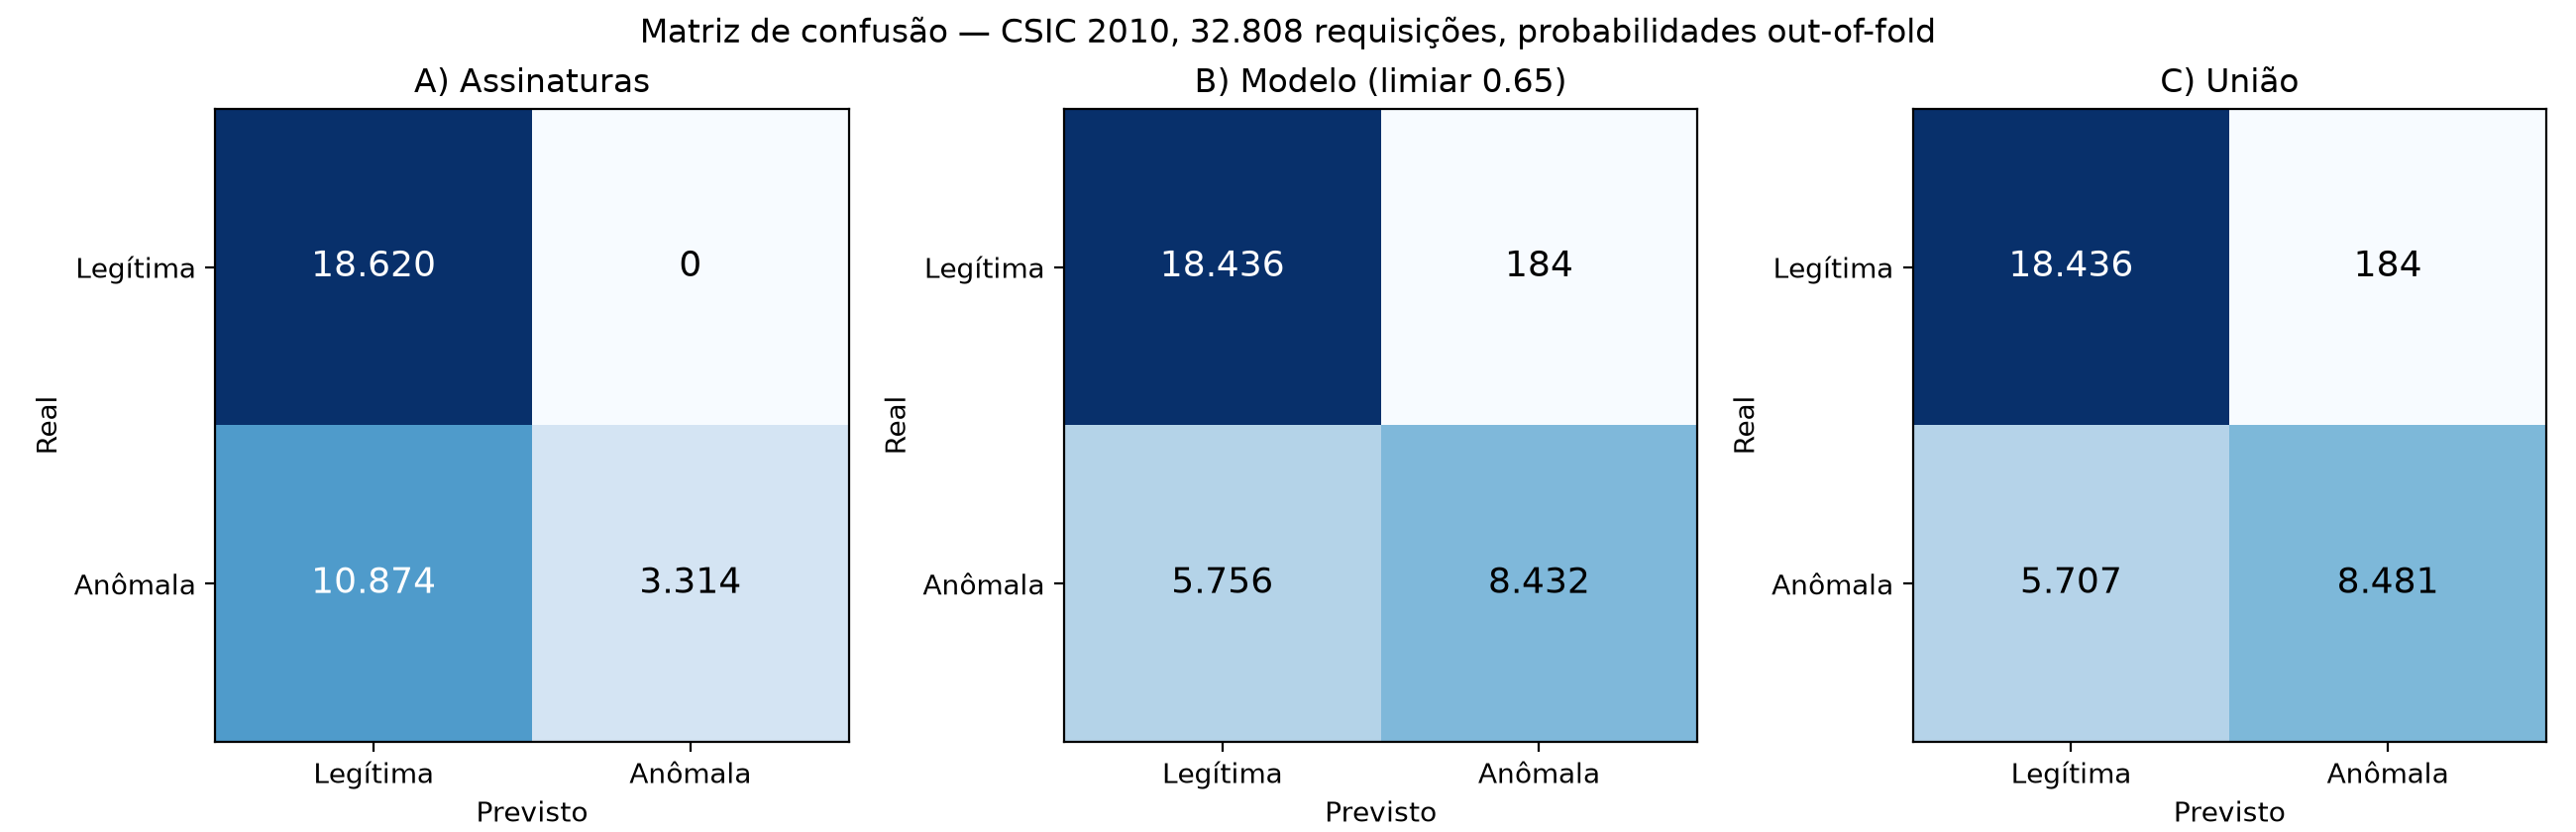 Matriz de confusão — CSIC 2010, 32.808 requisições, probabilidades out-of-fold
A) Assinaturas
Real
Legítima
18.620
0
Anômala
10.874
3.314
Legítima
Anômala
Previsto
B) Modelo (limiar 0.65)
Real
Legítima
18.436
184
Anômala
5.756
8.432
Legítima
Anômala
Previsto
C) União
Real
Legítima
18.436
184
Anômala
5.707
8.481
Legítima
Anômala
Previsto